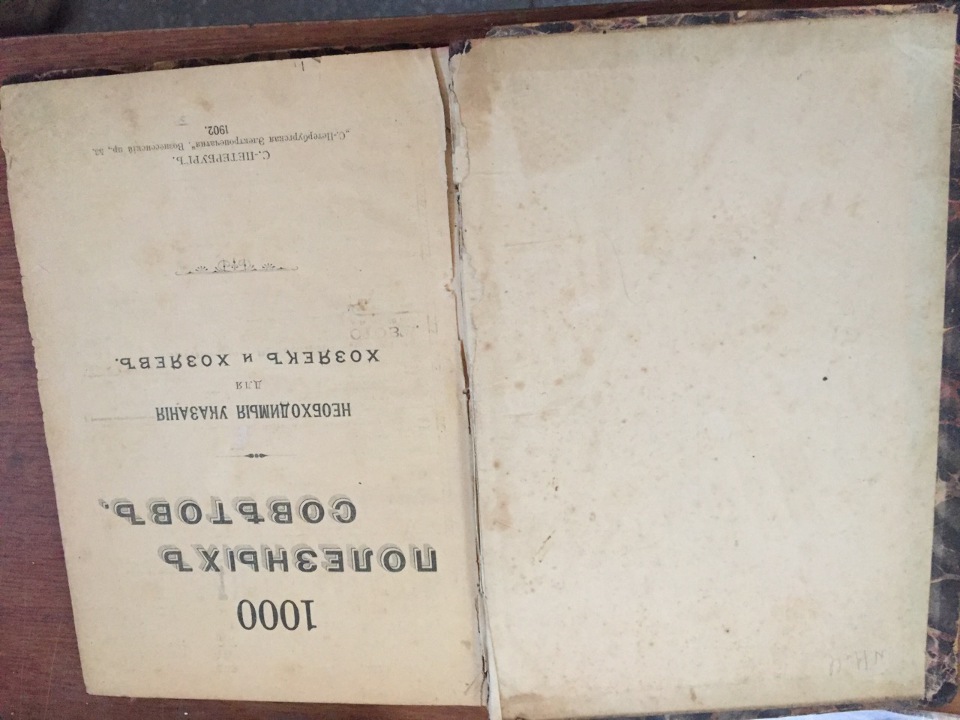 1000
ПОЛЕЗНЫХЪ
СОВѢТОВЪ,
НЕОБХОДИМЫЯ УКАЗАНІЯ
ДЛЯ
ХОЗЯЕКЪ И ХОЗЯЕВЪ.
С.-ПЕТЕРБУРГЪ.
„С.-Петербургская Электропечатня“, Вознесенскій пр.,
1902.